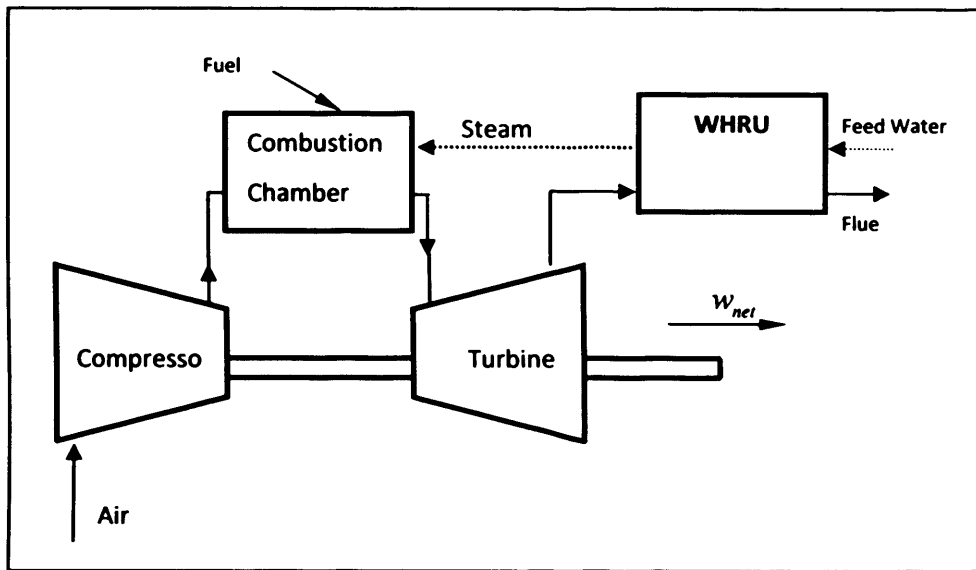 Fuel
Combustion
Chamber
Steam
WHRU
Feed Water
Flue
Compresso
Turbine
w_net
Air